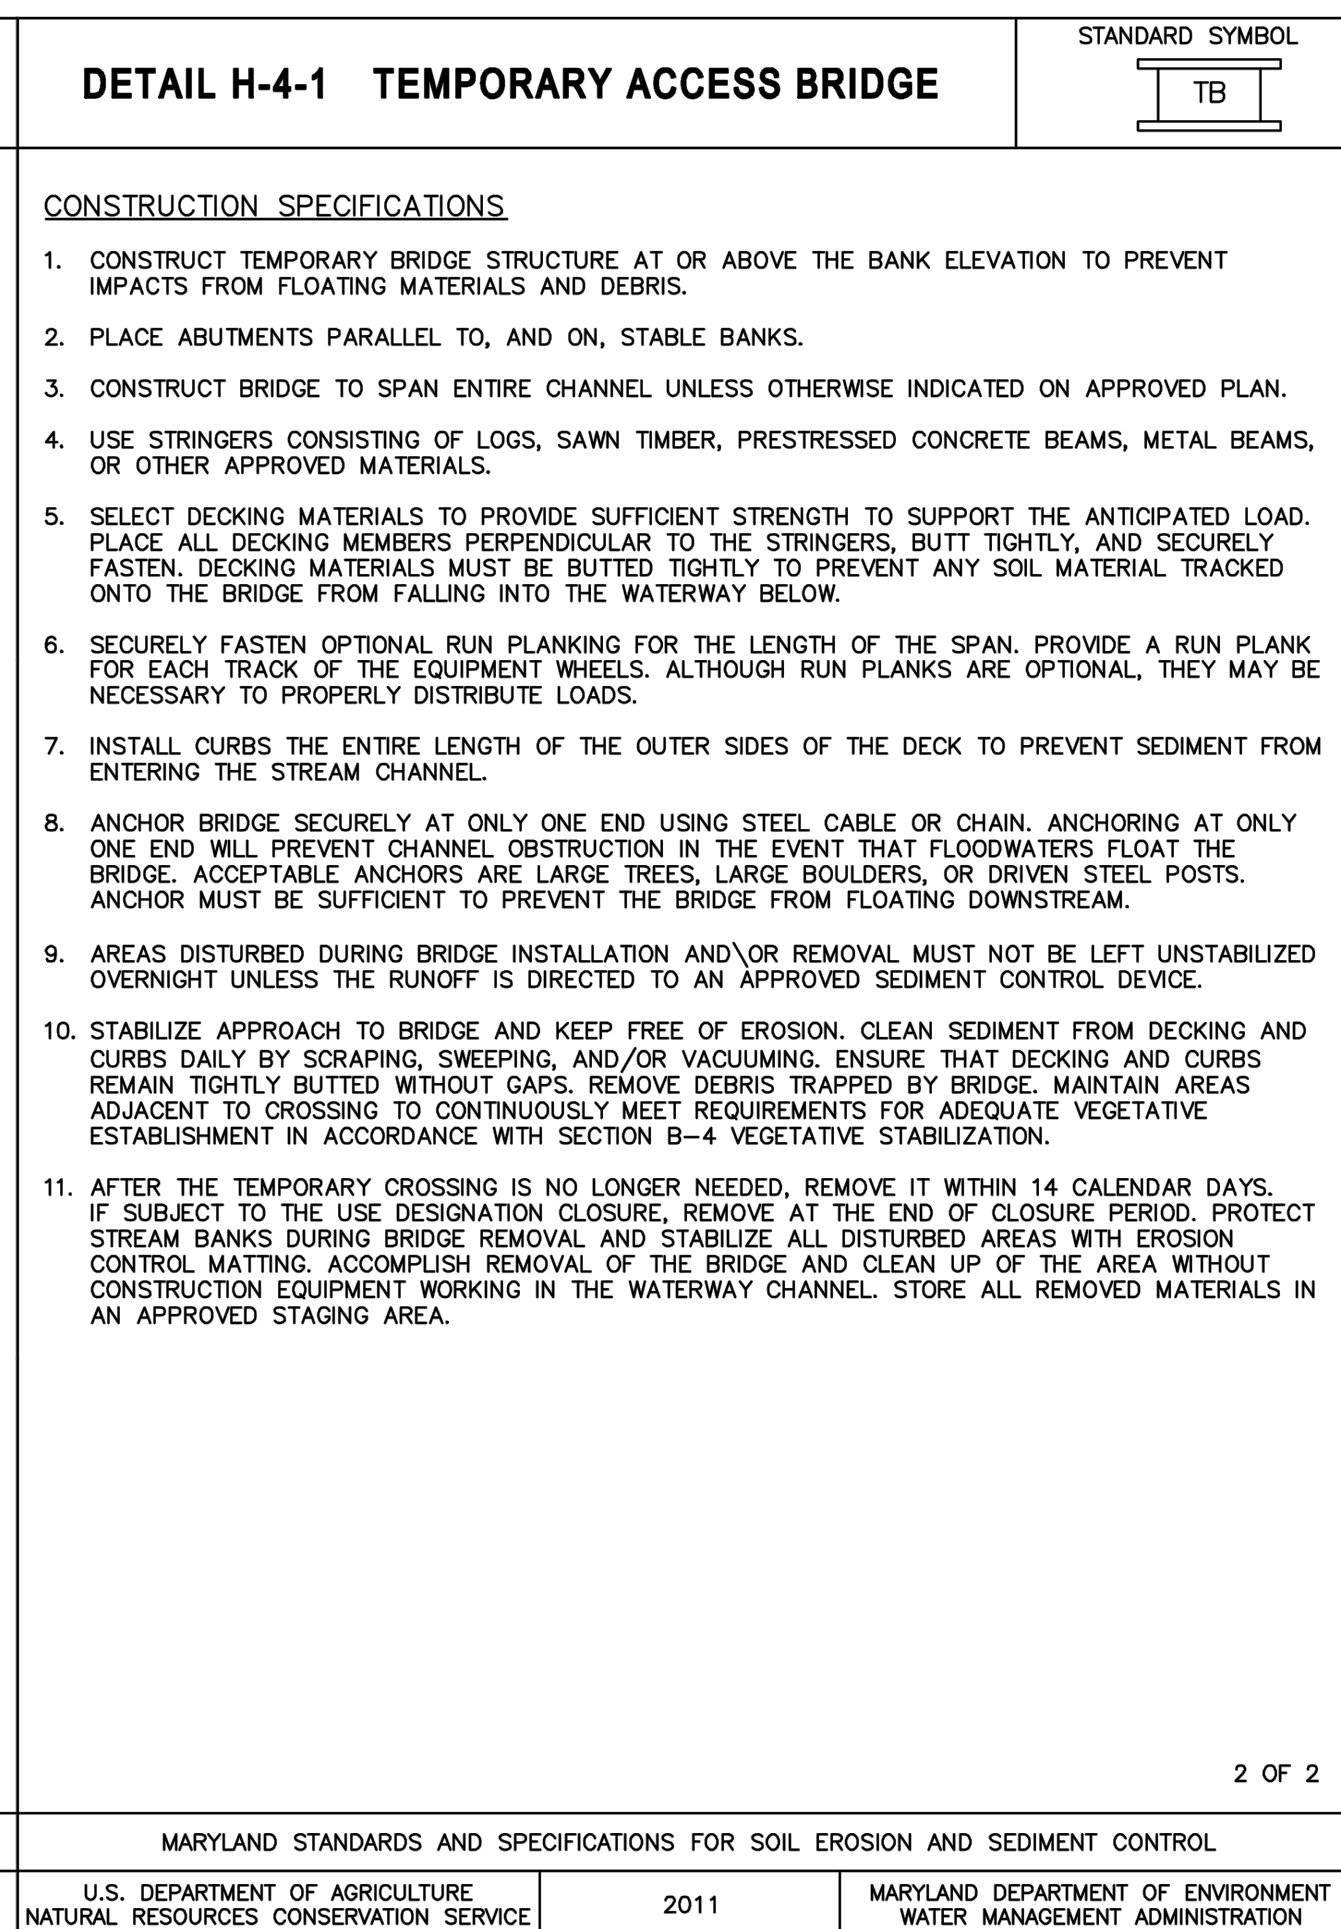 DETAIL H-4-1 TEMPORARY ACCESS BRIDGE
STANDARD SYMBOL
TB
CONSTRUCTION SPECIFICATIONS
1. CONSTRUCT TEMPORARY BRIDGE STRUCTURE AT OR ABOVE THE BANK ELEVATION TO PREVENT
IMPACTS FROM FLOATING MATERIALS AND DEBRIS.
2. PLACE ABUTMENTS PARALLEL TO, AND ON, STABLE BANKS.
3. CONSTRUCT BRIDGE TO SPAN ENTIRE CHANNEL UNLESS OTHERWISE INDICATED ON APPROVED PLAN.
4. USE STRINGERS CONSISTING OF LOGS, SAWN TIMBER, PRESTRESSED CONCRETE BEAMS, METAL BEAMS,
OR OTHER APPROVED MATERIALS.
5. SELECT DECKING MATERIALS TO PROVIDE SUFFICIENT STRENGTH TO SUPPORT THE ANTICIPATED LOAD.
PLACE ALL DECKING MEMBERS PERPENDICULAR TO THE STRINGERS, BUTT TIGHTLY, AND SECURELY
FASTEN. DECKING MATERIALS MUST BE BUTTED TIGHTLY TO PREVENT ANY SOIL MATERIAL TRACKED
ONTO THE BRIDGE FROM FALLING INTO THE WATERWAY BELOW.
6. SECURELY FASTEN OPTIONAL RUN PLANKING FOR THE LENGTH OF THE SPAN. PROVIDE A RUN PLANK
FOR EACH TRACK OF THE EQUIPMENT WHEELS. ALTHOUGH RUN PLANKS ARE OPTIONAL, THEY MAY BE
NECESSARY TO PROPERLY DISTRIBUTE LOADS.
7. INSTALL CURBS THE ENTIRE LENGTH OF THE OUTER SIDES OF THE DECK TO PREVENT SEDIMENT FROM
ENTERING THE STREAM CHANNEL.
8. ANCHOR BRIDGE SECURELY AT ONLY ONE END USING STEEL CABLE OR CHAIN. ANCHORING AT ONLY
ONE END WILL PREVENT CHANNEL OBSTRUCTION IN THE EVENT THAT FLOODWATERS FLOAT THE
BRIDGE. ACCEPTABLE ANCHORS ARE LARGE TREES, LARGE BOULDERS, OR DRIVEN STEEL POSTS.
ANCHOR MUST BE SUFFICIENT TO PREVENT THE BRIDGE FROM FLOATING DOWNSTREAM.
9. AREAS DISTURBED DURING BRIDGE INSTALLATION AND\OR REMOVAL MUST NOT BE LEFT UNSTABILIZED
OVERNIGHT UNLESS THE RUNOFF IS DIRECTED TO AN APPROVED SEDIMENT CONTROL DEVICE.
10. STABILIZE APPROACH TO BRIDGE AND KEEP FREE OF EROSION. CLEAN SEDIMENT FROM DECKING AND
CURBS DAILY BY SCRAPING, SWEEPING, AND/OR VACUUMING. ENSURE THAT DECKING AND CURBS
REMAIN TIGHTLY BUTTED WITHOUT GAPS. REMOVE DEBRIS TRAPPED BY BRIDGE. MAINTAIN AREAS
ADJACENT TO CROSSING TO CONTINUOUSLY MEET REQUIREMENTS FOR ADEQUATE VEGETATIVE
ESTABLISHMENT IN ACCORDANCE WITH SECTION B–4 VEGETATIVE STABILIZATION.
11. AFTER THE TEMPORARY CROSSING IS NO LONGER NEEDED, REMOVE IT WITHIN 14 CALENDAR DAYS.
IF SUBJECT TO THE USE DESIGNATION CLOSURE, REMOVE AT THE END OF CLOSURE PERIOD. PROTECT
STREAM BANKS DURING BRIDGE REMOVAL AND STABILIZE ALL DISTURBED AREAS WITH EROSION
CONTROL MATTING. ACCOMPLISH REMOVAL OF THE BRIDGE AND CLEAN UP OF THE AREA WITHOUT
CONSTRUCTION EQUIPMENT WORKING IN THE WATERWAY CHANNEL. STORE ALL REMOVED MATERIALS IN
AN APPROVED STAGING AREA.
2 OF 2
MARYLAND STANDARDS AND SPECIFICATIONS FOR SOIL EROSION AND SEDIMENT CONTROL
U.S. DEPARTMENT OF AGRICULTURE
NATURAL RESOURCES CONSERVATION SERVICE
2011
MARYLAND DEPARTMENT OF ENVIRONMENT
WATER MANAGEMENT ADMINISTRATION